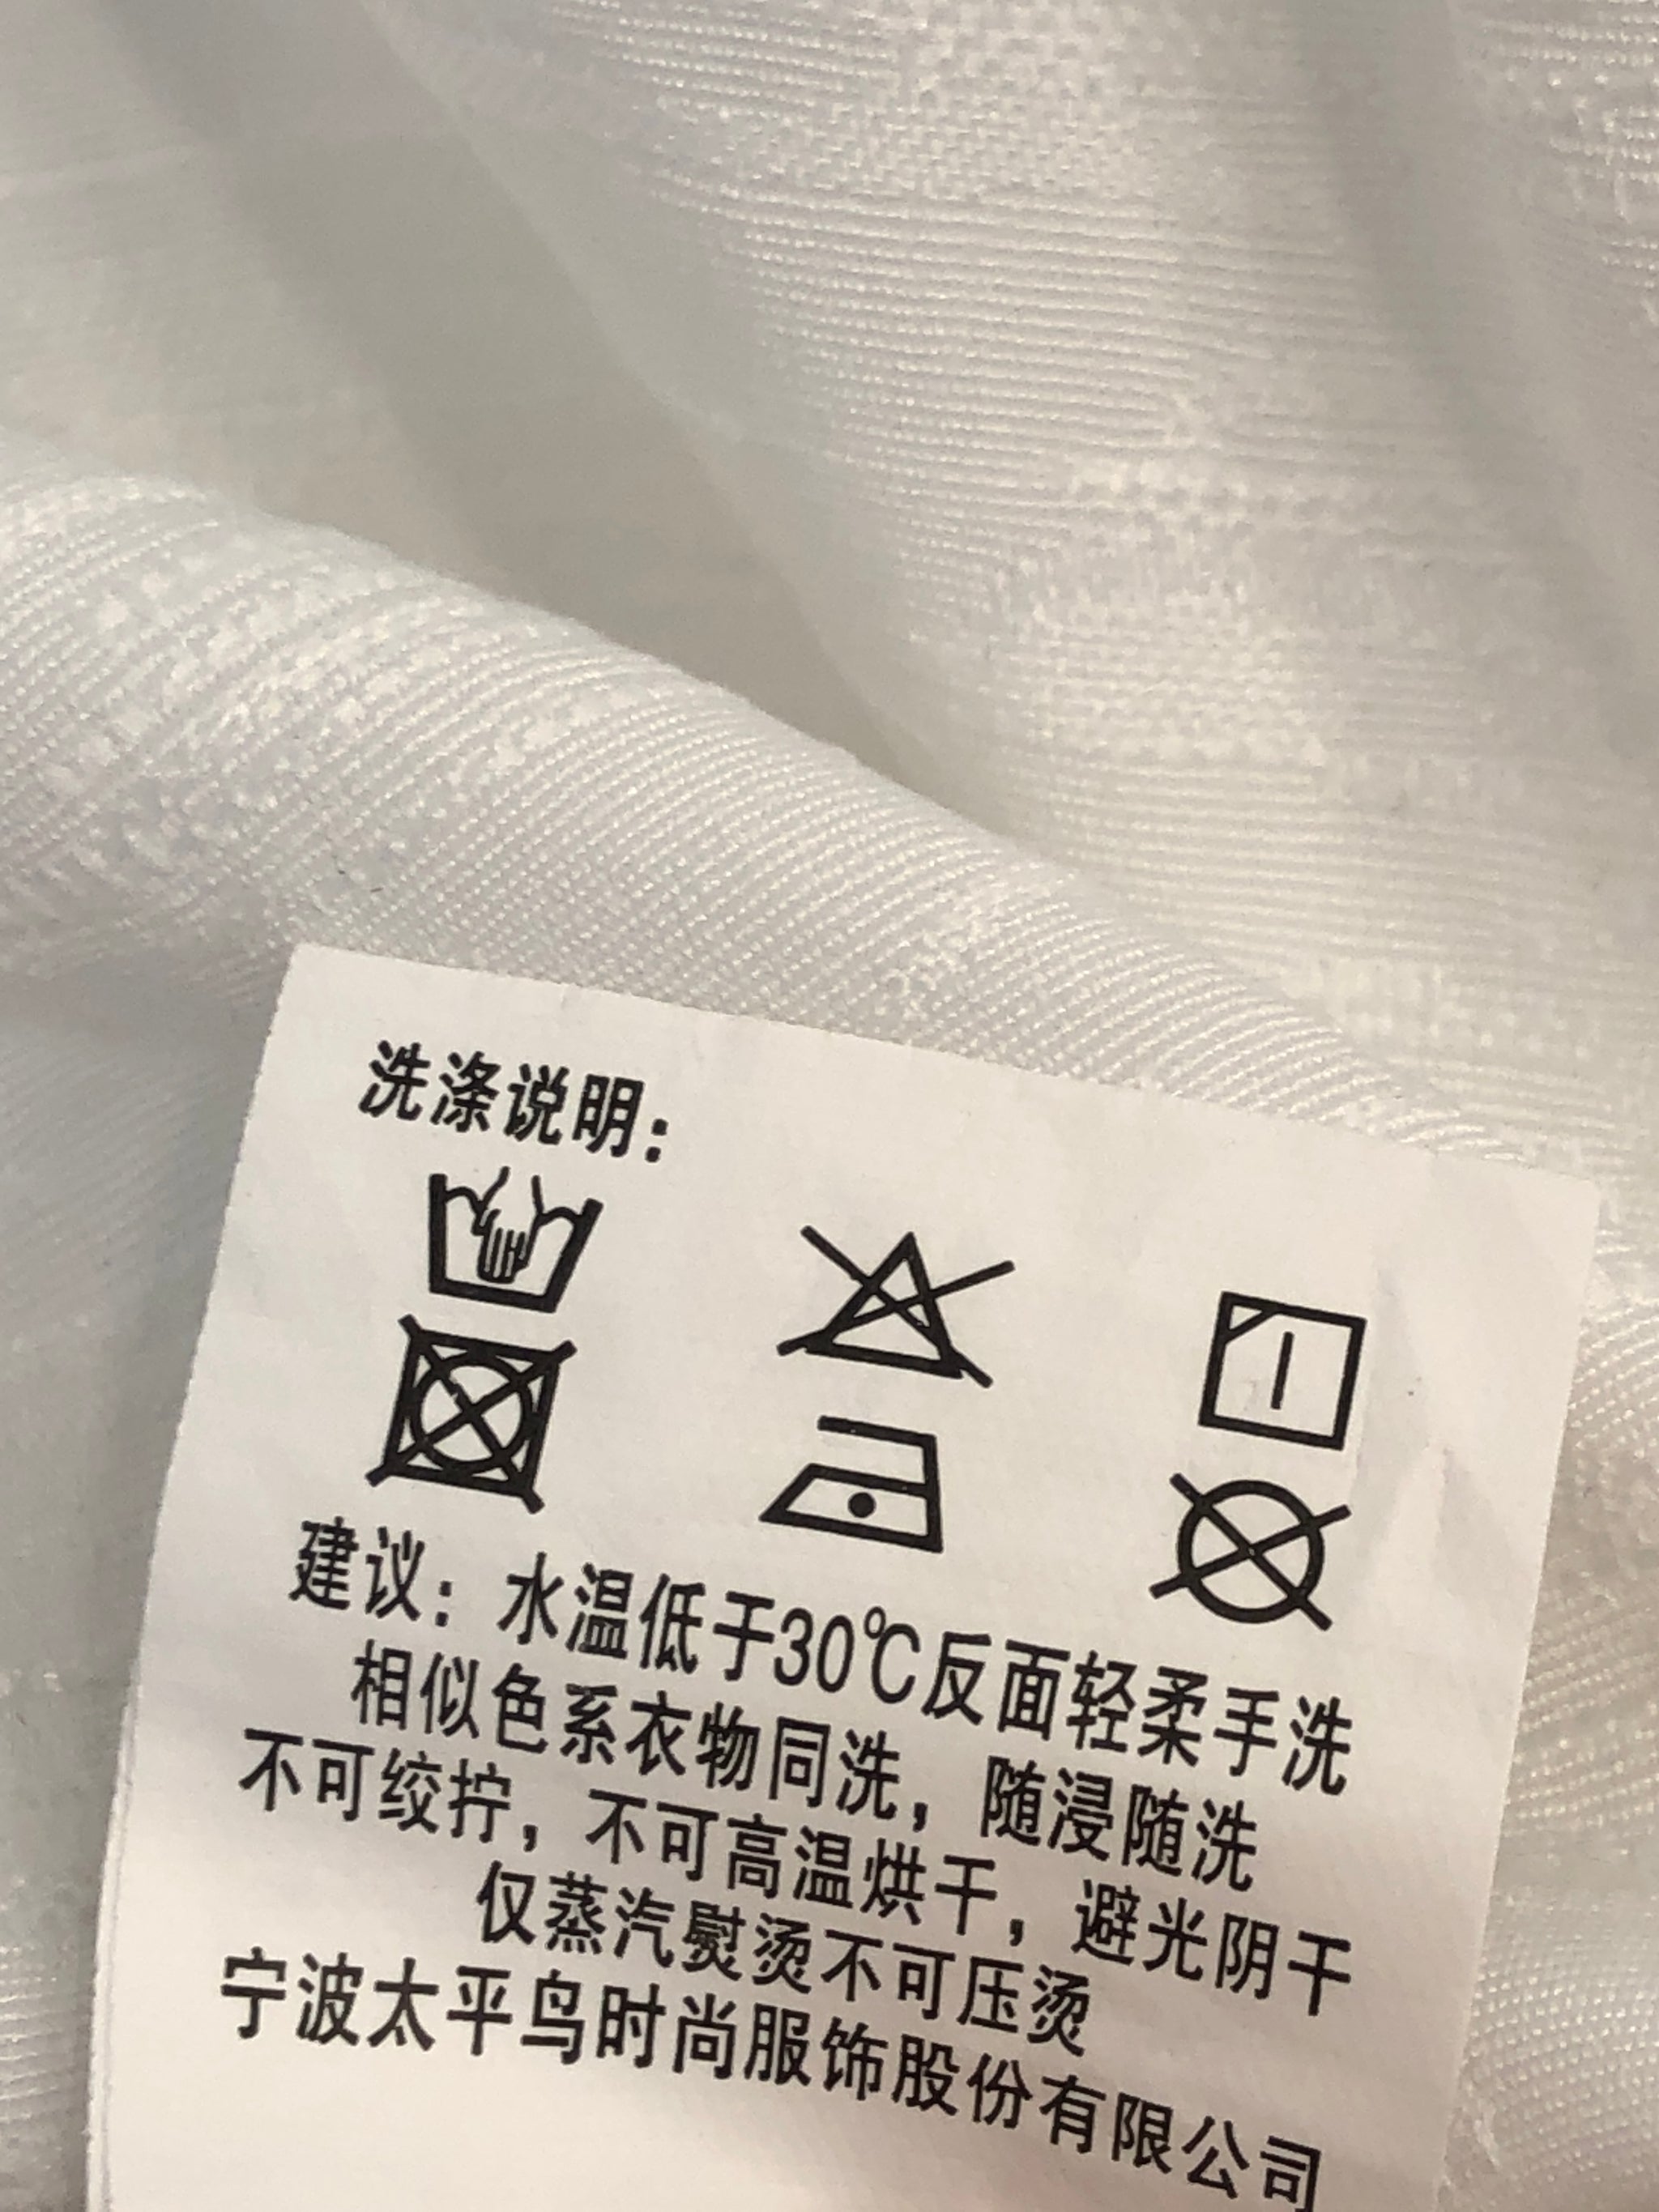 洗涤说明：
建议：水温低于30℃反面轻柔手洗
相似色系衣物同洗，随浸随洗
不可绞拧，不可高温烘干，避光阴干
仅蒸汽熨烫不可压烫
宁波太平鸟时尚服饰股份有限公司